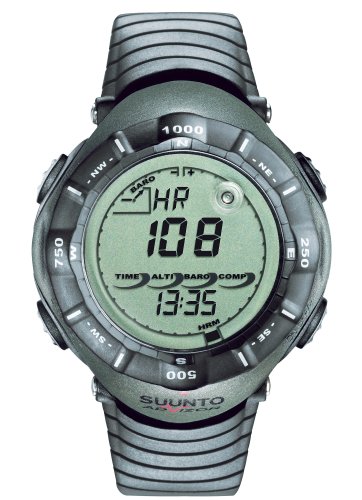 1000
-NW- N -NE-
BARO
HR
108
750 W E 250
TIME ALTI BARO COMP
13:35
HRM
-SW- S -SE-
500
SUUNTO
ADVIZOR